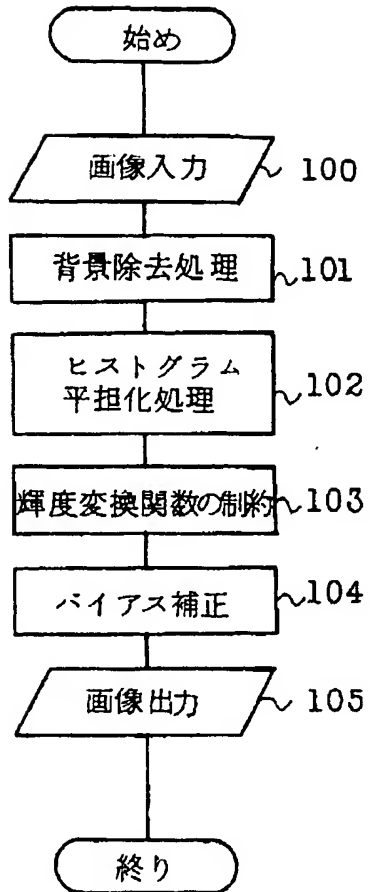 始め
画像入力 100
背景除去処理 101
ヒストグラム
平担化処理 102
輝度変換関数の制約 103
バイアス補正 104
画像出力 105
終り